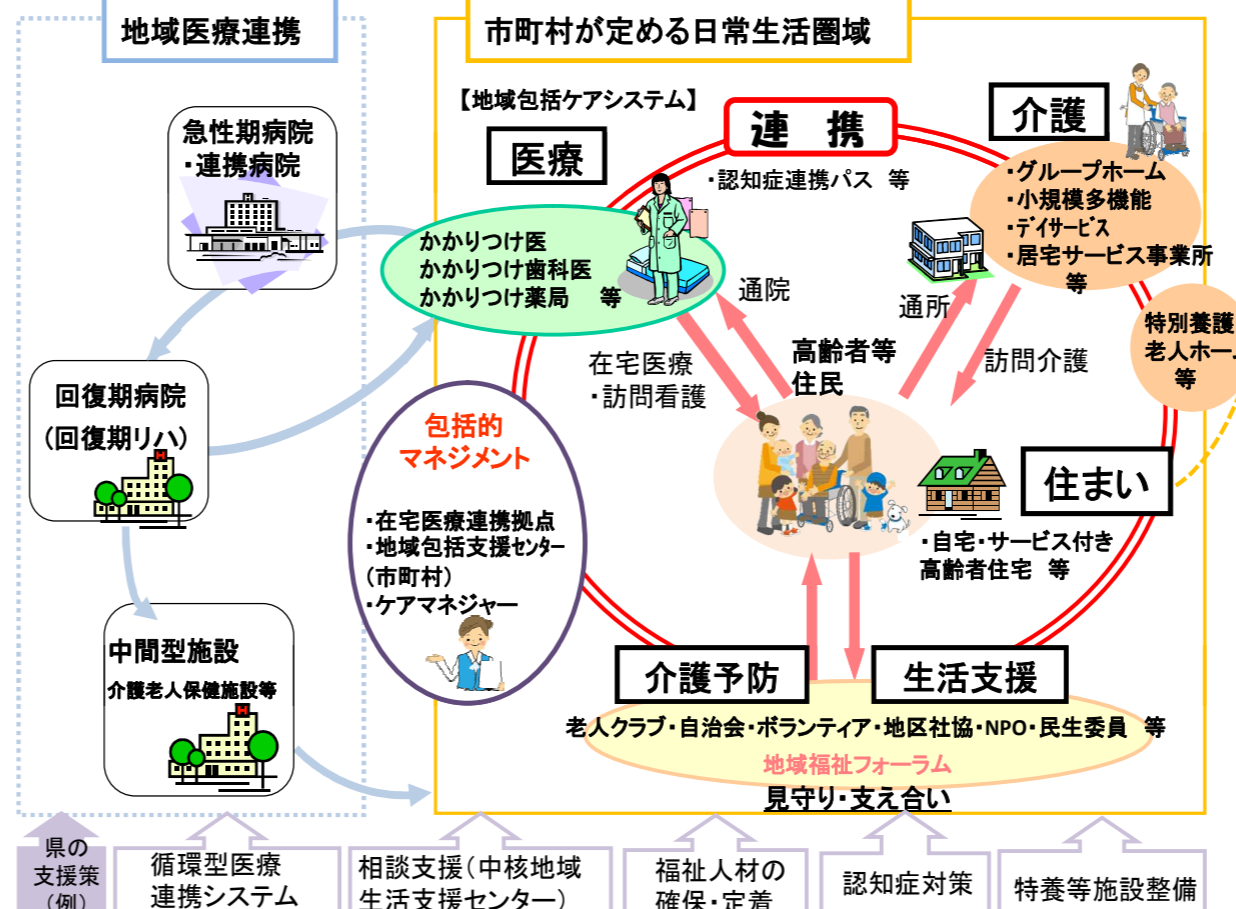 地域医療連携
市町村が定める日常生活圏域
【地域包括ケアシステム】
急性期病院
・連携病院
回復期病院
(回復期リハ)
中間型施設
介護老人保健施設等
医療
かかりつけ医
かかりつけ歯科医
かかりつけ薬局 等
連 携
・認知症連携パス 等
介護
・グループホーム
・小規模多機能
・デイサービス
・居宅サービス事業所
等
特別養護
老人ホーム
等
通院
在宅医療
・訪問看護
通所
訪問介護
高齢者等
住民
包括的
マネジメント
・在宅医療連携拠点
・地域包括支援センター
(市町村)
・ケアマネジャー
住まい
・自宅・サービス付き
高齢者住宅 等
介護予防
生活支援
老人クラブ・自治会・ボランティア・地区社協・NPO・民生委員 等
地域福祉フォーラム
見守り・支え合い
県の
支援策
(例)
循環型医療
連携システム
相談支援(中核地域
生活支援センター)
福祉人材の
確保・定着
認知症対策
特養等施設整備